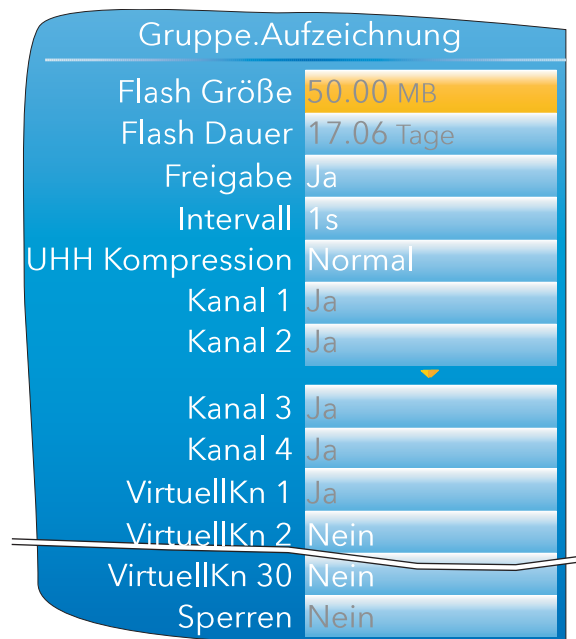 Gruppe.Aufzeichnung
Flash Größe 50.00 MB
Flash Dauer 17.06 Tage
Freigabe Ja
Intervall 1s
UHH Kompression Normal
Kanal 1 Ja
Kanal 2 Ja
Kanal 3 Ja
Kanal 4 Ja
VirtuellKn 1 Ja
VirtuellKn 2 Nein
VirtuellKn 30 Nein
Sperren Nein